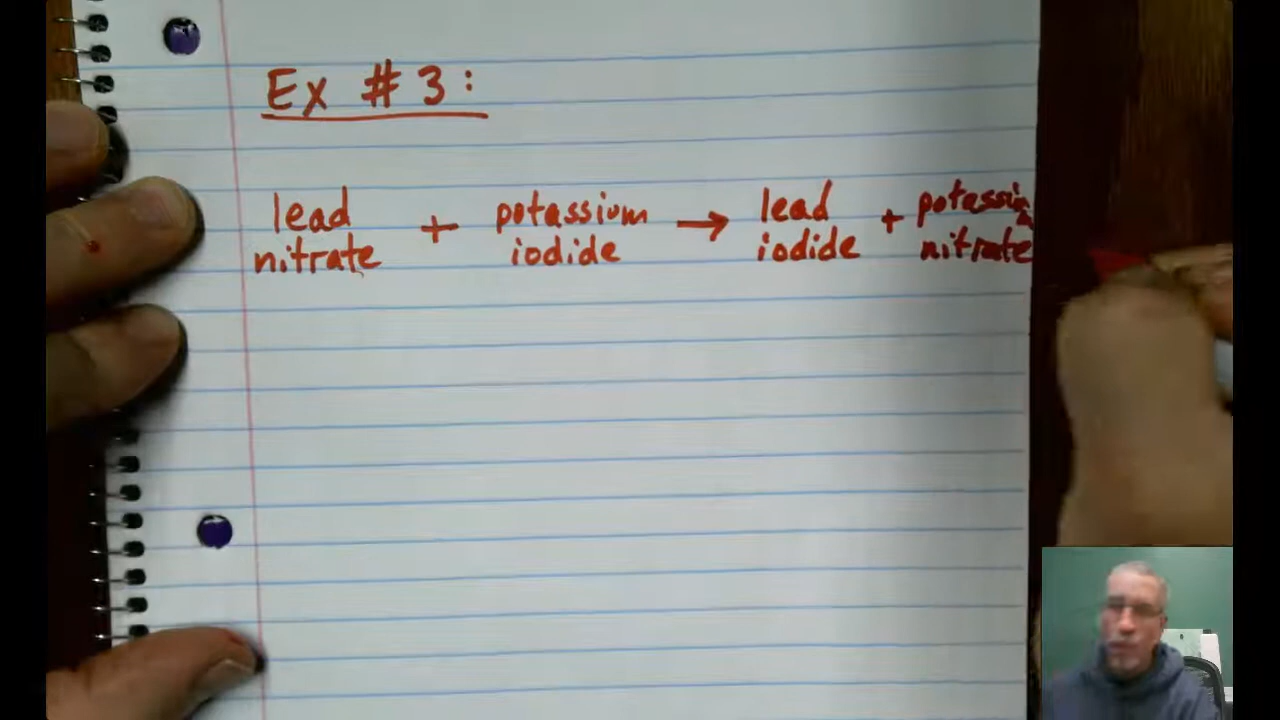 Ex # 3:
lead nitrate + potassium iodide → lead iodide + potassium nitrate